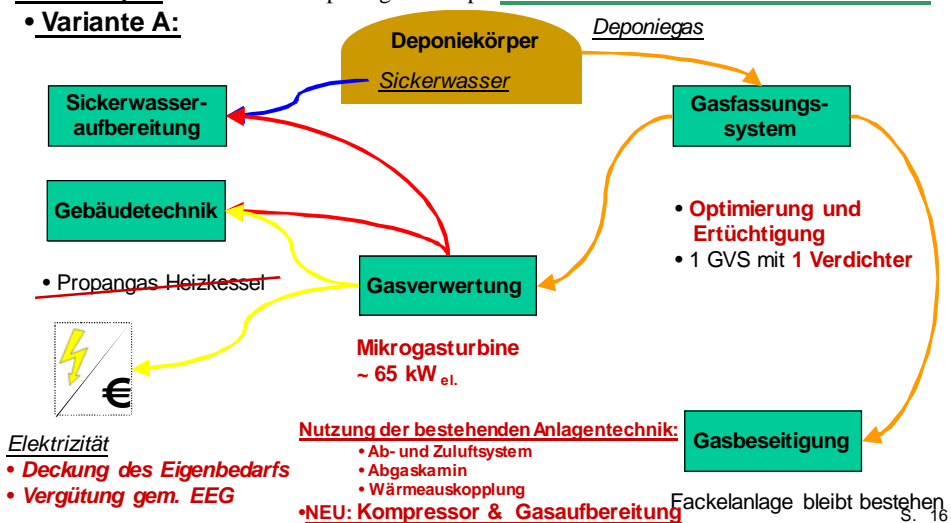 • Variante A:
Deponiekörper
Sickerwasser
Deponiegas
Sickerwasser-
aufbereitung
Gasfassungs-
system
Gebäudetechnik
• Optimierung und
Ertüchtigung
• 1 GVS mit 1 Verdichter
• Propangas Heizkessel
Gasverwertung
Mikrogasturbine
~ 65 kW el.
€
Elektrizität
• Deckung des Eigenbedarfs
• Vergütung gem. EEG
Nutzung der bestehenden Anlagentechnik:
• Ab- und Zuluftsystem
• Abgaskamin
• Wärmeauskopplung
•NEU: Kompressor & Gasaufbereitung
Gasbeseitigung
Fackelanlage bleibt bestehen
S. 16